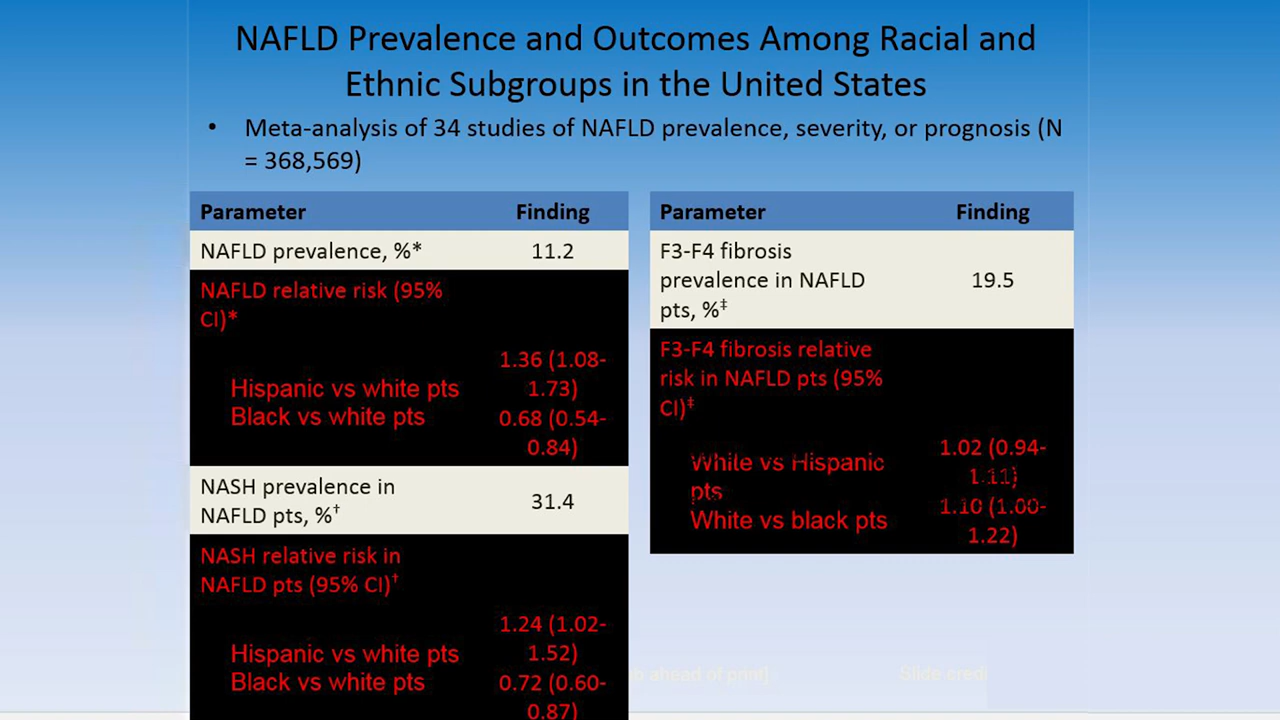 NAFLD Prevalence and Outcomes Among Racial and
Ethnic Subgroups in the United States
• Meta-analysis of 34 studies of NAFLD prevalence, severity, or prognosis (N
= 368,569)
Parameter Finding
NAFLD prevalence, %* 11.2
NAFLD relative risk (95%
CI)*
1.36 (1.08-
Hispanic vs white pts 1.73)
Black vs white pts 0.68 (0.54-
0.84)
NASH prevalence in
NAFLD pts, %† 31.4
NASH relative risk in
NAFLD pts (95% CI)†
1.24 (1.02-
Hispanic vs white pts 1.52)
Black vs white pts 0.72 (0.60-
0.87)
Parameter Finding
F3-F4 fibrosis
prevalence in NAFLD 19.5
pts, %‡
F3-F4 fibrosis relative
risk in NAFLD pts (95%
CI)‡
1.02 (0.94-
White vs Hispanic 1.11)
pts
1.10 (1.00-
White vs black pts
1.22)
ahead of print] Slide credi